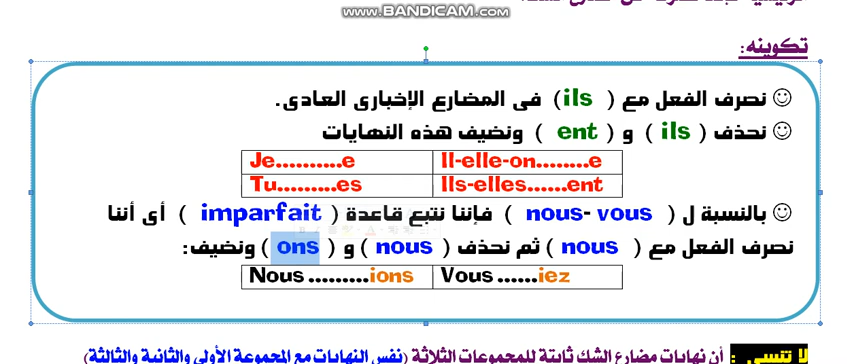 WWW.BANDICAM.COM
تكوينه:
☺ نصرف الفعل مع ( ils ) فى المضارع الإخبارى العادى.
☺ نحذف ( ils ) و ( ent ) ونضيف هذه النهايات
Je..........e Il-elle-on........e
Tu.........es Ils-elles......ent
☺ بالنسبة ل ( nous- vous ) فإننا نتبع قاعدة ( imparfait ) أى أننا
نصرف الفعل مع ( nous ) ثم نحذف ( nous ) و ( ons ) ونضيف:
Nous .........ions Vous ......iez
لا تنسى : أن نهايات مضارع الشك ثابتة للمجموعات الثلاثة (نفس النهايات مع المجموعة الأولى والثانية والثالثة)